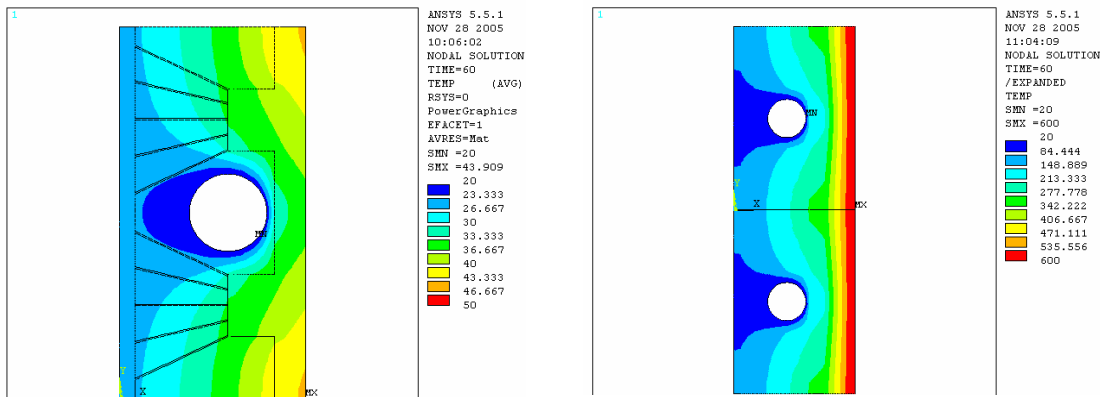 1
ANSYS 5.5.1
NOV 28 2005
10:06:02
NODAL SOLUTION
TIME=60
TEMP (AVG)
RSYS=0
PowerGraphics
EFACET=1
AVRES=Mat
SMN =20
SMX =43.909
20
23.333
26.667
30
33.333
36.667
40
43.333
46.667
50
MN
Y
X
MX
1
ANSYS 5.5.1
NOV 28 2005
11:04:09
NODAL SOLUTION
TIME=60
/EXPANDED
TEMP
SMN =20
SMX =600
20
84.444
148.889
213.333
277.778
342.222
406.667
471.111
535.556
600
MN
Y
X
MX